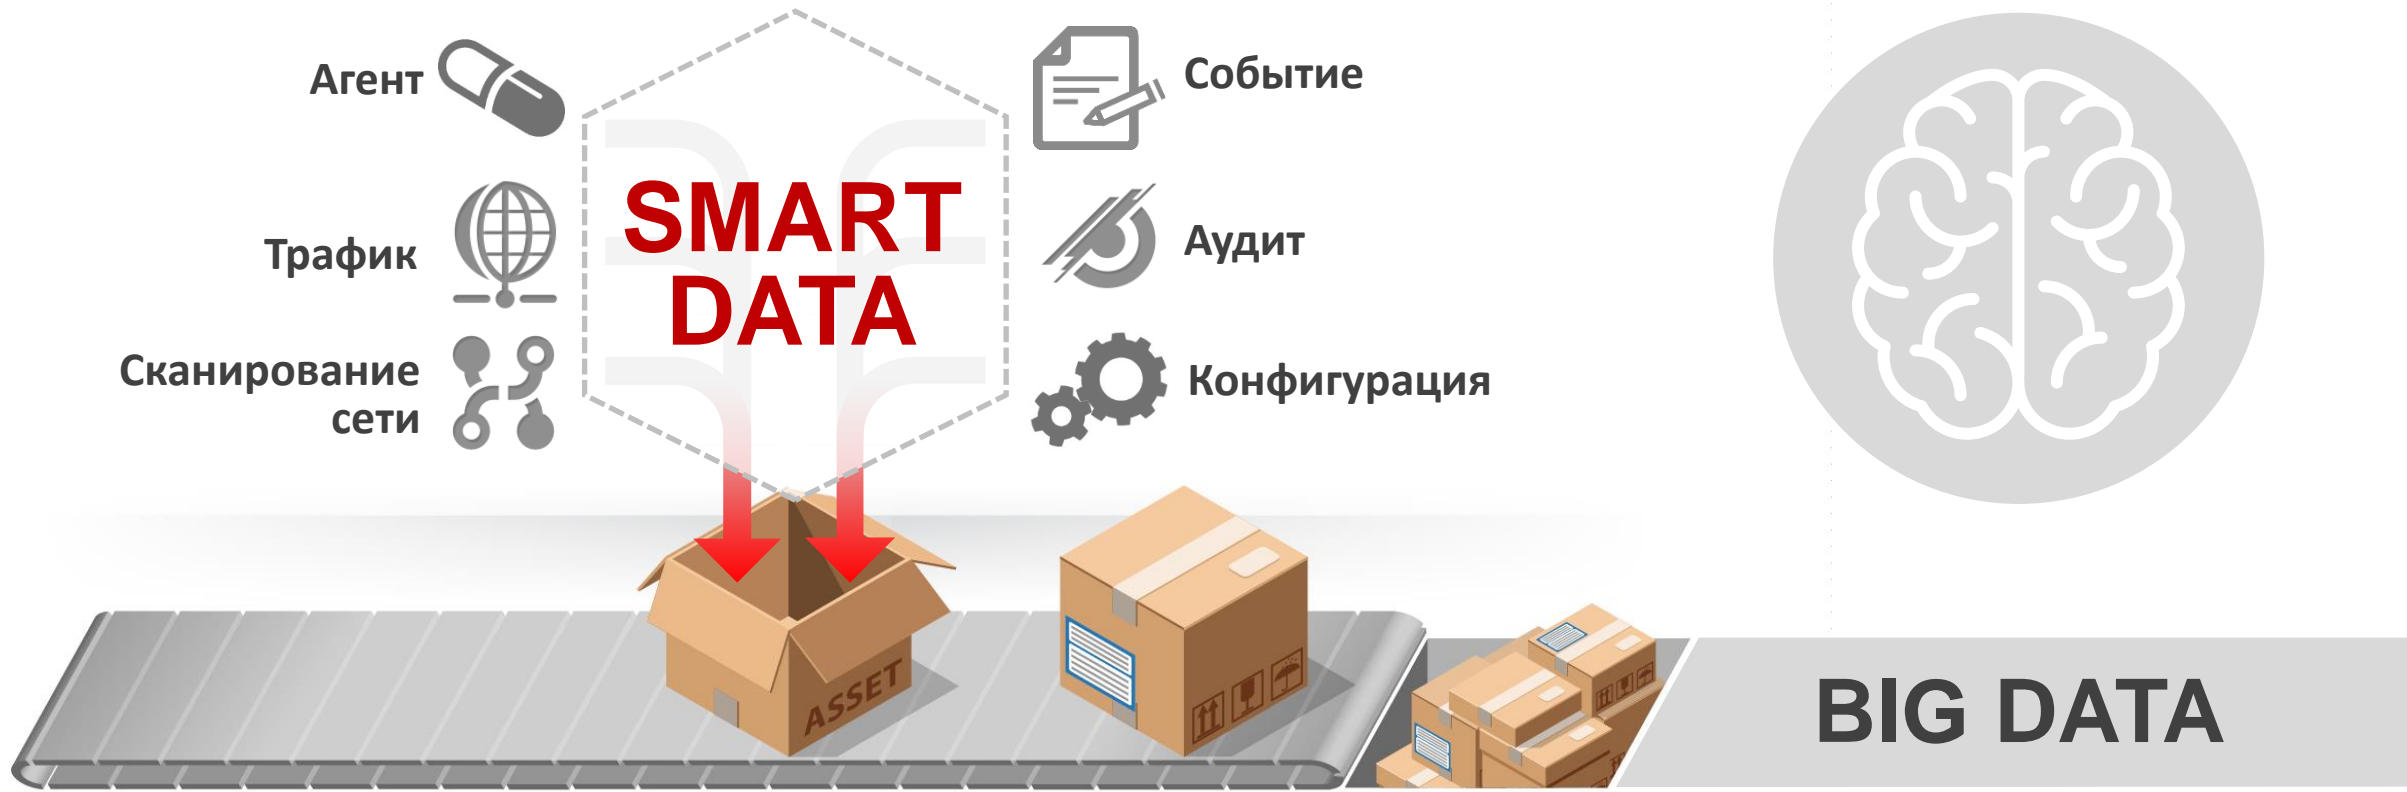 Агент
Трафик
Сканирование
сети
SMART
DATA
Событие
Аудит
Конфигурация
ASSET
BIG DATA